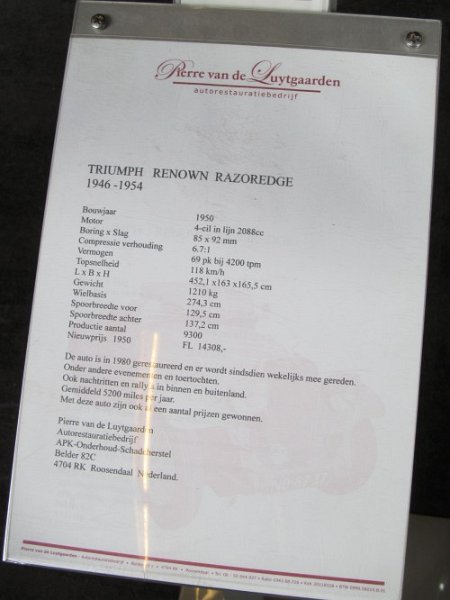 Pierre van de Luytgaarden
autorestauratiebedrijf
TRIUMPH RENOWN RAZOREDGE
1946 -1954
Bouwjaar 1950
Motor 4-cil in lijn 2088cc
Boring x Slag 85 x 92 mm
Compressie verhouding 6.7:1
Vermogen 69 pk bij 4200 tpm
Topsnelheid 118 km/h
L x B x H 452,1 x163 x165,5 cm
Gewicht 1210 kg
Wielbasis 274,3 cm
Spoorbreedte voor 129,5 cm
Spoorbreedte achter 137,2 cm
Productie aantal 9300
Nieuwprijs 1950 FL 14308,-
De auto is in 1980 gerestaureerd en er wordt sindsdien wekelijks mee gereden.
Onder andere evenementen en toertochten.
Ook nachtritten en rally's in binnen en buitenland.
Gemiddeld 5200 miles per jaar.
Met deze auto zijn ook al een aantal prijzen gewonnen.
Pierre van de Luytgaarden
Autorestauratiebedrijf
APK-Onderhoud-Schadeherstel
Belder 82C
4704 RK Roosendaal Nederland.
Pierre van de Luytgaarden - Autorestauratiebedrijf